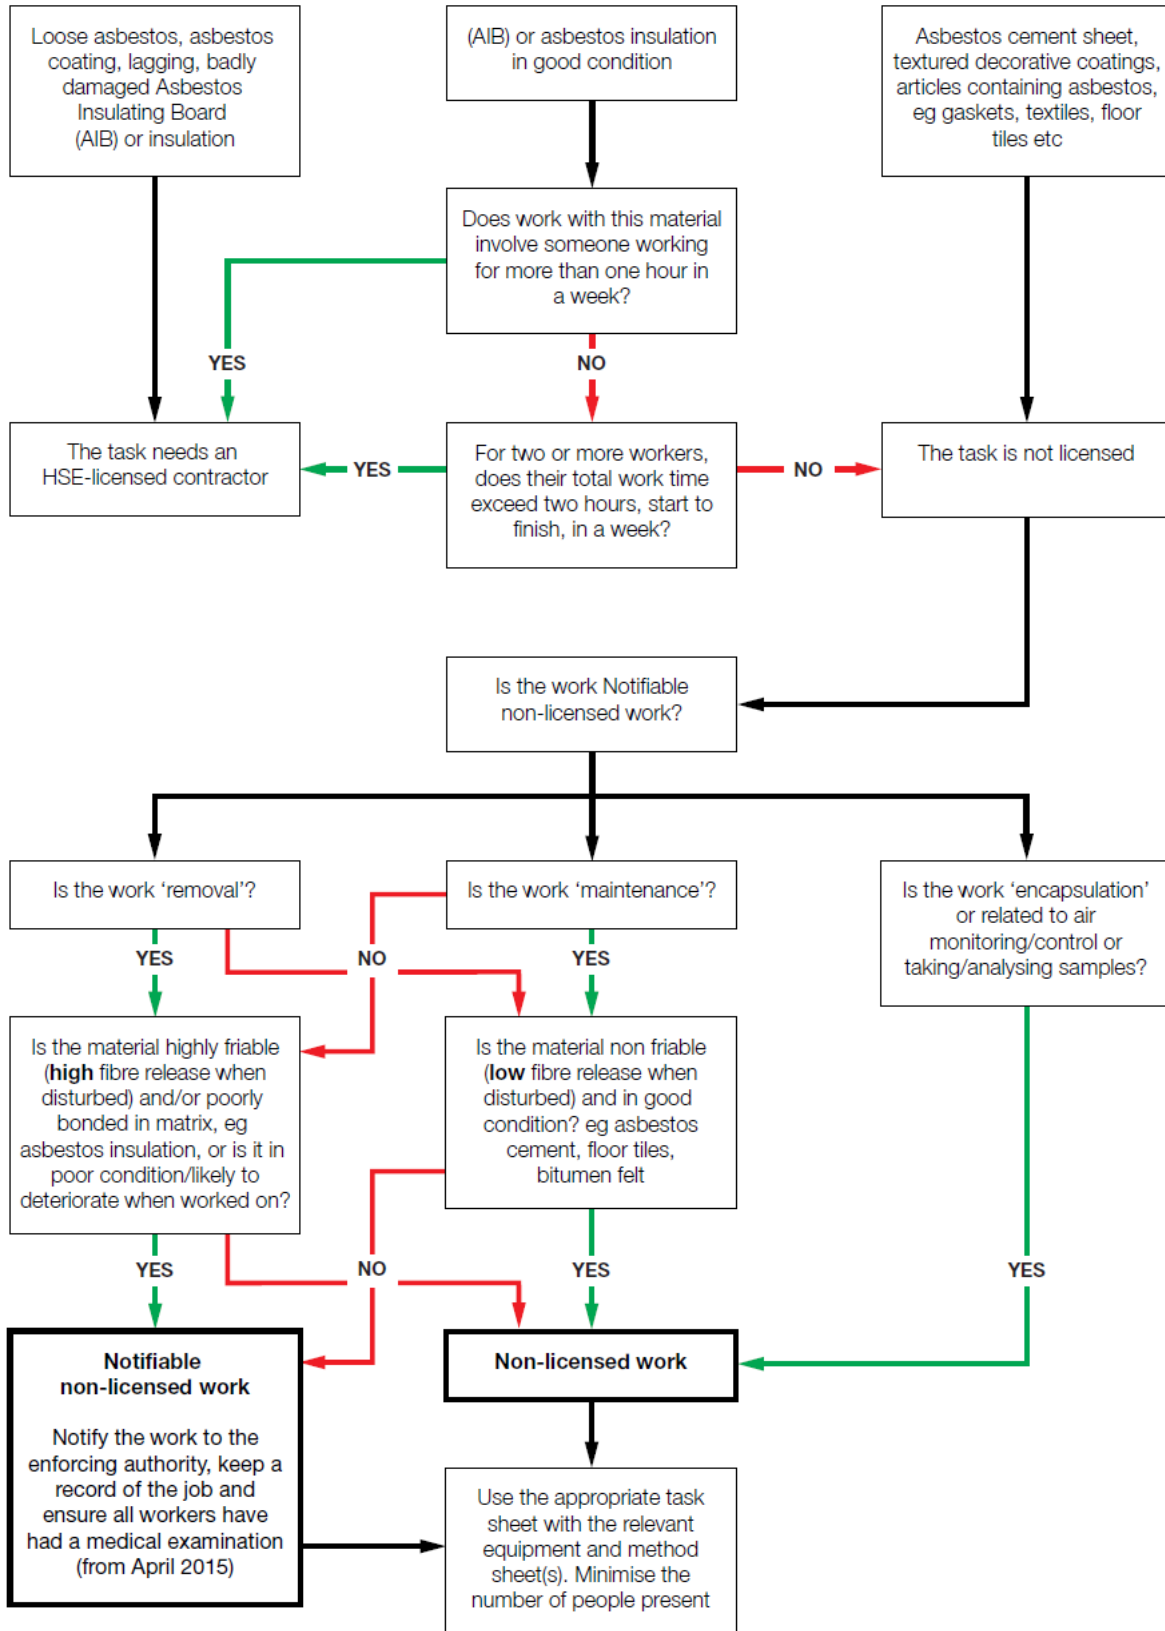 Loose asbestos, asbestos
coating, lagging, badly
damaged Asbestos
Insulating Board
(AIB) or insulation
(AIB) or asbestos insulation
in good condition
Asbestos cement sheet,
textured decorative coatings,
articles containing asbestos,
eg gaskets, textiles, floor
tiles etc
Does work with this material
involve someone working
for more than one hour in
a week?
YES
NO
The task needs an
HSE-licensed contractor
YES
For two or more workers,
does their total work time
exceed two hours, start to
finish, in a week?
NO
The task is not licensed
Is the work Notifiable
non-licensed work?
Is the work ‘removal’?
Is the work ‘maintenance’?
Is the work ‘encapsulation’
or related to air
monitoring/control or
taking/analysing samples?
YES
NO
YES
Is the material highly friable
(high fibre release when
disturbed) and/or poorly
bonded in matrix, eg
asbestos insulation, or is it in
poor condition/likely to
deteriorate when worked on?
Is the material non friable
(low fibre release when
disturbed) and in good
condition? eg asbestos
cement, floor tiles,
bitumen felt
YES
NO
YES
YES
Notifiable
non-licensed work
Notify the work to the
enforcing authority, keep a
record of the job and
ensure all workers have
had a medical examination
(from April 2015)
Non-licensed work
Use the appropriate task
sheet with the relevant
equipment and method
sheet(s). Minimise the
number of people present